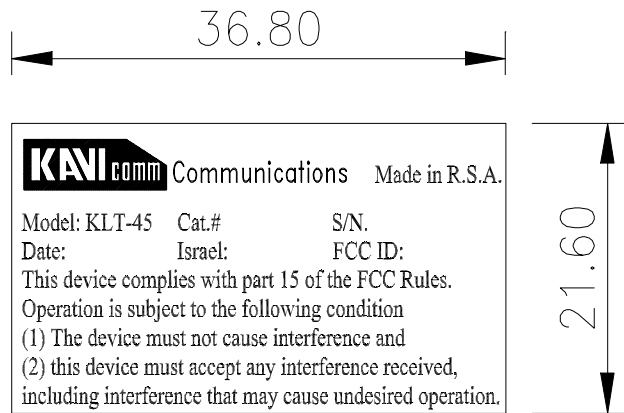 36.80
KAVI comm Communications Made in R.S.A.
Model: KLT-45 Cat.# S/N.
Date: Israel: FCC ID:
This device complies with part 15 of the FCC Rules.
Operation is subject to the following condition
(1) The device must not cause interference and
(2) this device must accept any interference received,
including interference that may cause undesired operation.
21.60